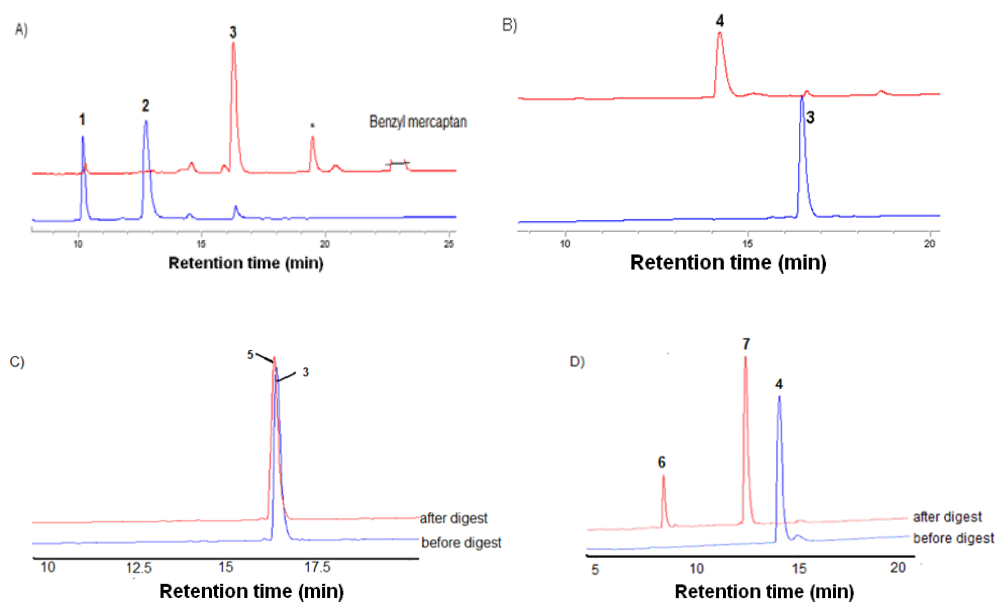 A)
1
2
3
*
Benzyl mercaptan
10
15
20
25
Retention time (min)
B)
4
3
10
15
20
Retention time (min)
C)
5
3
after digest
before digest
10
12.5
15
17.5
Retention time (min)
D)
7
4
6
after digest
before digest
5
10
15
20
Retention time (min)